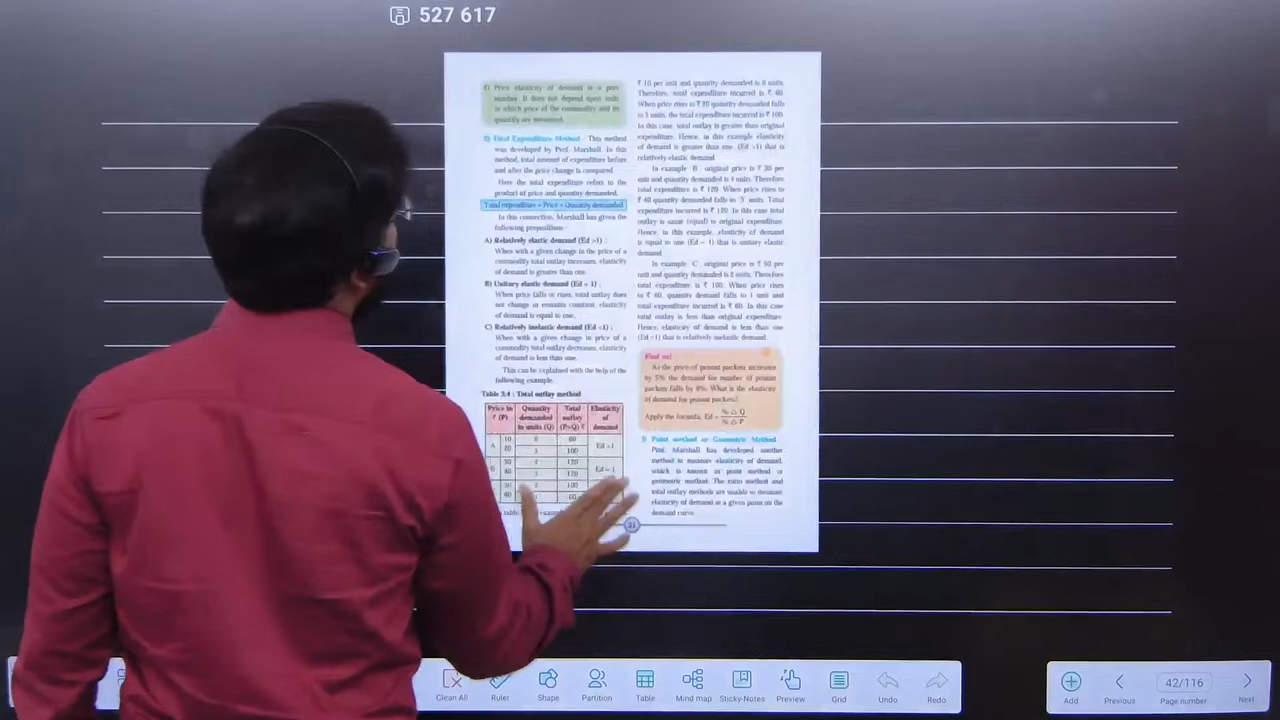 527 617
f) Price elasticity of demand is a pure
number. It does not depend upon units
in which price of the commodity and its
quantity are measured.
2) Total Expenditure Method : This method
was developed by Prof. Marshall. In this
method, total amount of expenditure before
and after the price change is compared.
Here the total expenditure refers to the
product of price and quantity demanded.
Total expenditure = Price × Quantity demanded
In this connection, Marshall has given the
following propositions :
A) Relatively elastic demand (Ed >1) :
When with a given change in the price of a
commodity total outlay increases, elasticity
of demand is greater than one.
B) Unitary elastic demand (Ed = 1) :
When price falls or rises, total outlay does
not change or remains constant, elasticity
of demand is equal to one.
C) Relatively inelastic demand (Ed <1) :
When with a given change in price of a
commodity total outlay decreases, elasticity
of demand is less than one.
This can be explained with the help of the
following example.
Table 3.4 : Total outlay method
Price in ₹ (P) Quantity demanded in units (Q) Total outlay (P×Q) ₹ Elasticity of demand
A 10 6 60 Ed >1
20 5 100
B 30 4 120 Ed = 1
40 3 120
50 2 100
60 1 60
table
₹ 10 per unit and quantity demanded is 6 units.
Therefore, total expenditure incurred is ₹ 60.
When price rises to ₹ 20 quantity demanded falls
to 5 units, the total expenditure incurred is ₹ 100.
In this case, total outlay is greater than original
expenditure. Hence, in this example elasticity
of demand is greater than one. (Ed >1) that is
relatively elastic demand.
In example 'B', original price is ₹ 30 per
unit and quantity demanded is 4 units. Therefore
total expenditure is ₹ 120. When price rises to
₹ 40 quantity demanded falls to '3' units. Total
expenditure incurred is ₹ 120. In this case total
outlay is same (equal) to original expenditure.
Hence, in this example, elasticity of demand
is equal to one (Ed = 1) that is unitary elastic
demand.
In example 'C', original price is ₹ 50 per
unit and quantity demanded is 2 units. Therefore
total expenditure is ₹ 100. When price rises
to ₹ 60, quantity demand falls to 1 unit and
total expenditure incurred is ₹ 60. In this case
total outlay is less than original expenditure.
Hence, elasticity of demand is less than one
(Ed <1) that is relatively inelastic demand.
Find out
As the price of peanut packets increases
by 5% the demand for number of peanut
packets falls by 8%. What is the elasticity
of demand for peanut packets?
Apply the formula, Ed = % △ Q
% △ P
3) Point method or Geometric Method :
Prof. Marshall has developed another
method to measure elasticity of demand,
which is known as point method or
geometric method. The ratio method and
total outlay methods are unable to measure
elasticity of demand at a given point on the
demand curve.
31
Clean All Ruler Shape Partition Table Mind map Sticky-Notes Preview Grid Undo Redo
Add Previous 42/116 Page number Next